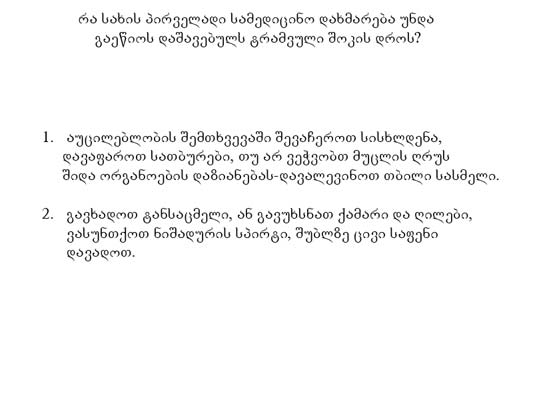 რა სახის პირველადი სამედიცინო დახმარება უნდა
გაეწიოს დაშავებულს ტრამვული შოკის დროს?
1. აუცილებლობის შემთხვევაში შევაჩეროთ სისხლდენა,
დავაფაროთ სათბურები, თუ არ ვეჭვობთ მუცლის ღრუს
შიდა ორგანოების დაზიანებას-დავალევინოთ თბილი სასმელი.
2. გავხადოთ ტანსაცმელი, ან გავუხსნათ ქამარი და ღილები,
ვასუნთქოთ ნიშადურის სპირტი, შუბლზე ცივი საფენი
დავადოთ.